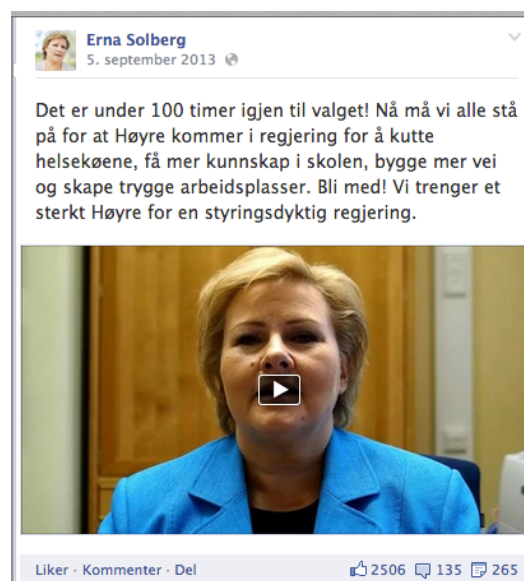 Erna Solberg
5. september 2013
Det er under 100 timer igjen til valget! Nå må vi alle stå
på for at Høyre kommer i regjering for å kutte
helsekøene, få mer kunnskap i skolen, bygge mer vei
og skape trygge arbeidsplasser. Bli med! Vi trenger et
sterkt Høyre for en styringsdyktig regjering.
Liker · Kommenter · Del 2506 135 265